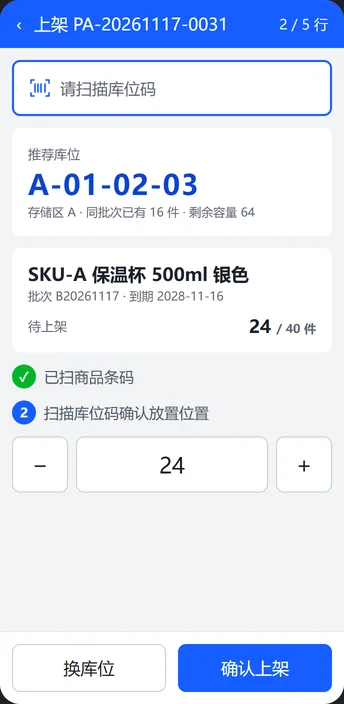 ‹ 上架 PA-20261117-0031 2 / 5 行
请扫描库位码
推荐库位
A-01-02-03
存储区 A · 同批次已有 16 件 · 剩余容量 64
SKU-A 保温杯 500ml 银色
批次 B20261117 · 到期 2028-11-16
待上架 24 / 40 件
✓ 已扫商品条码
2 扫描库位码确认放置位置
− 24 +
换库位 确认上架